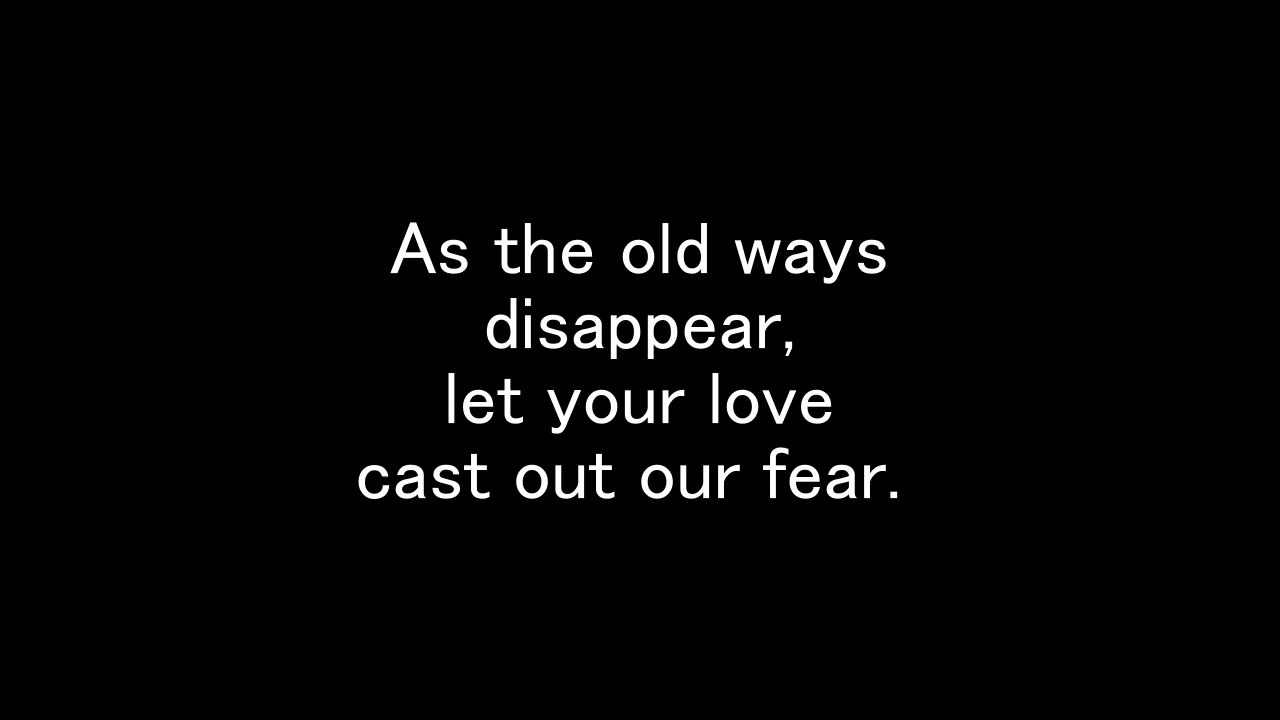 As the old ways
disappear,
let your love
cast out our fear.